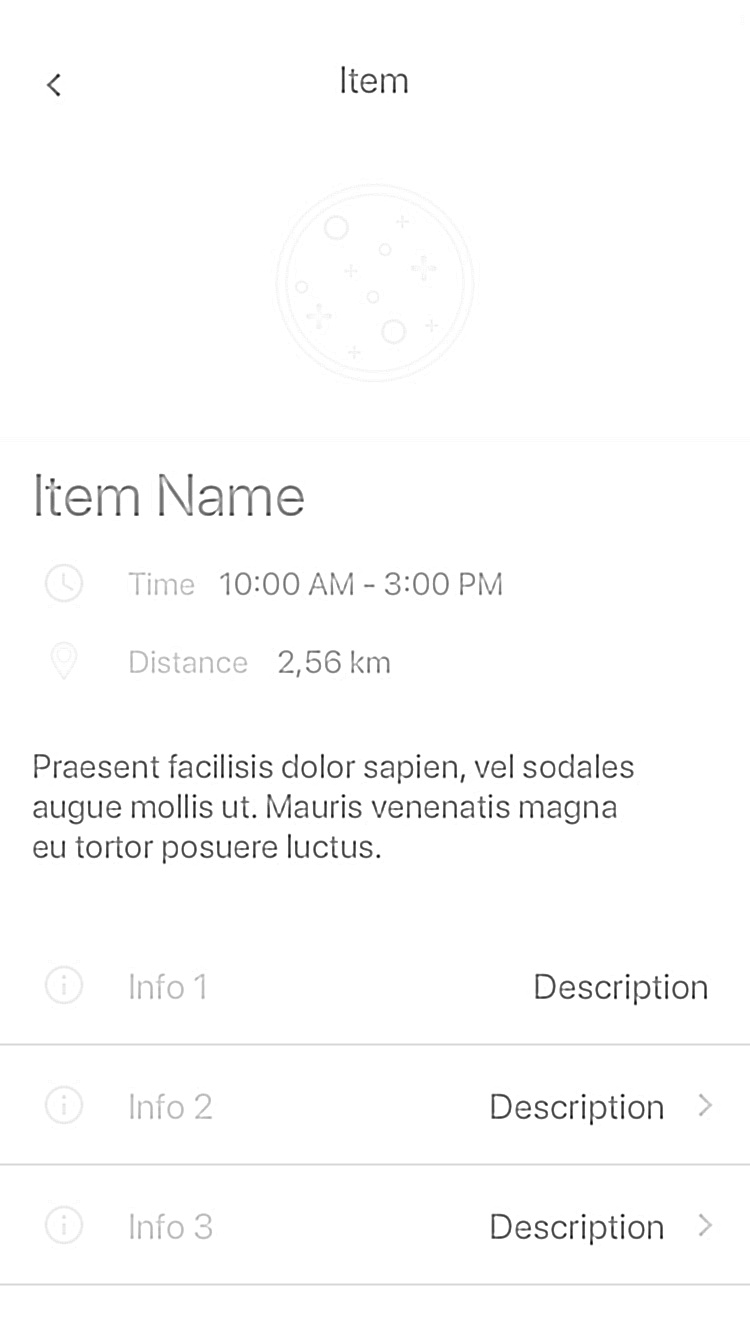 Item
Item Name
Time 10:00 AM - 3:00 PM
Distance 2,56 km
Praesent facilisis dolor sapien, vel sodales
augue mollis ut. Mauris venenatis magna
eu tortor posuere luctus.
Info 1 Description
Info 2 Description
Info 3 Description